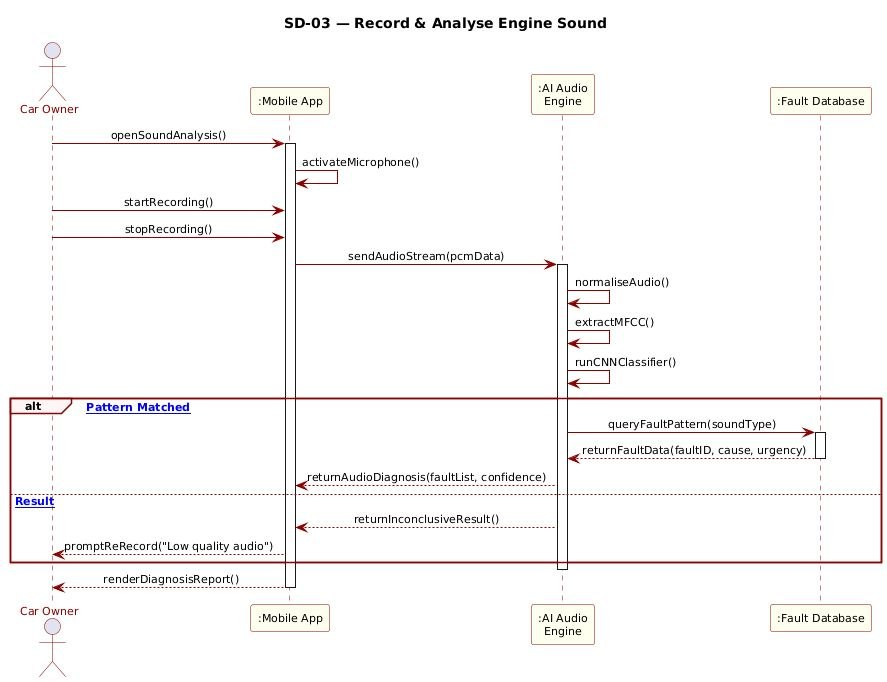 SD-03 — Record & Analyse Engine Sound
Car Owner
:Mobile App
:AI Audio
Engine
:Fault Database
openSoundAnalysis()
activateMicrophone()
startRecording()
stopRecording()
sendAudioStream(pcmData)
normaliseAudio()
extractMFCC()
runCNNClassifier()
alt
Pattern Matched
queryFaultPattern(soundType)
returnFaultData(faultID, cause, urgency)
returnAudioDiagnosis(faultList, confidence)
Result
returnInconclusiveResult()
promptReRecord("Low quality audio")
renderDiagnosisReport()
Car Owner
:Mobile App
:AI Audio
Engine
:Fault Database